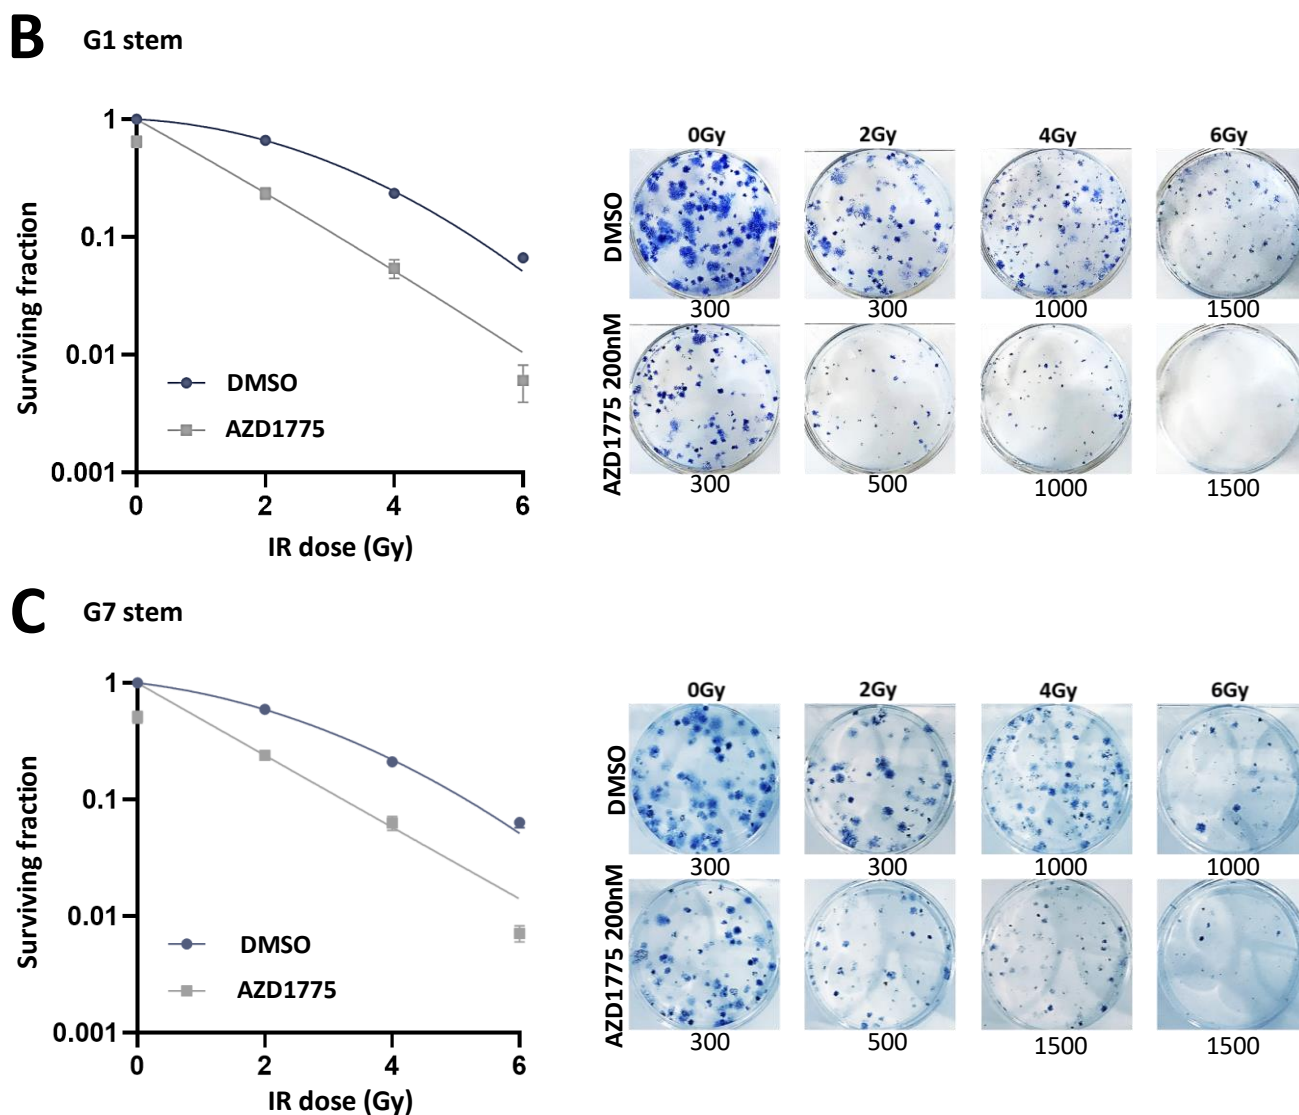 B G1 stem
Surviving fraction
1
0.1
0.01
0.001
DMSO
AZD1775
0 2 4 6
IR dose (Gy)
0Gy 2Gy 4Gy 6Gy
DMSO
300 300 1000 1500
AZD1775 200nM
300 500 1000 1500
C G7 stem
Surviving fraction
1
0.1
0.01
0.001
DMSO
AZD1775
0 2 4 6
IR dose (Gy)
0Gy 2Gy 4Gy 6Gy
DMSO
300 300 1000 1000
AZD1775 200nM
300 500 1500 1500